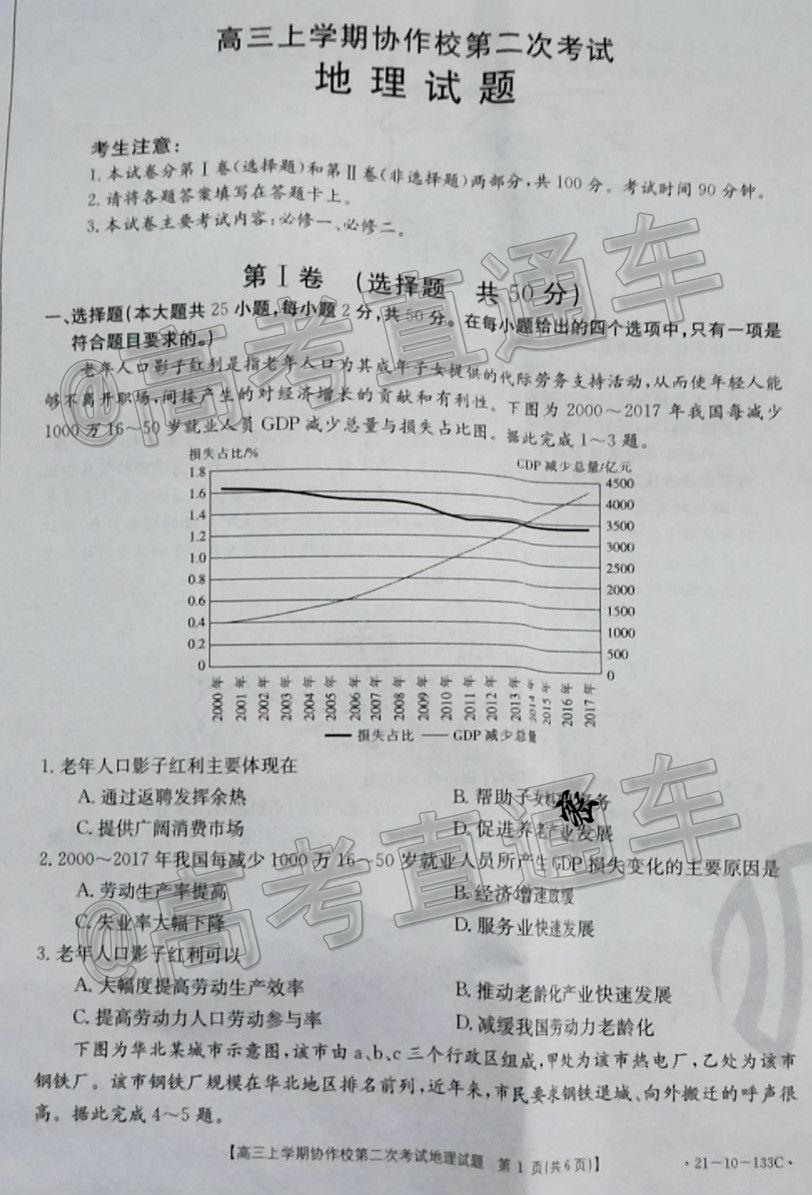 高三上学期协作校第二次考试
地理试题
考生注意:
1. 本试卷分第Ⅰ卷(选择题)和第Ⅱ卷(非选择题)两部分,共100分。考试时间90分钟。
2. 请将各题答案填写在答题卡上。
3. 本试卷主要考试内容:必修一、必修二。
第Ⅰ卷 (选择题 共50分)
一、选择题(本大题共25小题,每小题2分,共50分。在每小题给出的四个选项中,只有一项是
符合题目要求的。)
老年人口影子红利是指老年人口为其成年子女提供的代际劳务支持活动,从而使年轻人能
够不离开职场,间接产生的对经济增长的贡献和有利性。下图为2000~2017年我国每减少
1000万16~50岁就业人员GDP减少总量与损失占比图。据此完成1~3题。
损失占比/% GDP减少总量/亿元
1.8 4500
1.6 4000
1.4 3500
1.2 3000
1.0 2500
0.8 2000
0.6 1500
0.4 1000
0.2 500
0 0
2000年 2001年 2002年 2003年 2004年 2005年 2006年 2007年 2008年 2009年 2010年 2011年 2012年 2013年 2014年 2015年 2016年 2017年
损失占比 GDP减少总量
1. 老年人口影子红利主要体现在
A. 通过返聘发挥余热 B. 帮助子女 务
C. 提供广阔消费市场 D. 促进养老产业发展
2. 2000~2017年我国每减少1000万16~50岁就业人员所产生GDP损失变化的主要原因是
A. 劳动生产率提高 B. 经济增速放缓
C. 失业率大幅下降 D. 服务业快速发展
3. 老年人口影子红利可以
A. 大幅度提高劳动生产效率 B. 推动老龄化产业快速发展
C. 提高劳动力人口劳动参与率 D. 减缓我国劳动力老龄化
下图为华北某城市示意图,该市由a、b、c三个行政区组成,甲处为该市热电厂,乙处为该市
钢铁厂。该市钢铁厂规模在华北地区排名前列,近年来,市民要求钢铁退城、向外搬迁的呼声很
高。据此完成4~5题。
【高三上学期协作校第二次考试地理试题 第1页(共6页)】 ·21-10-133C·
@高考直通车
@高考直通车